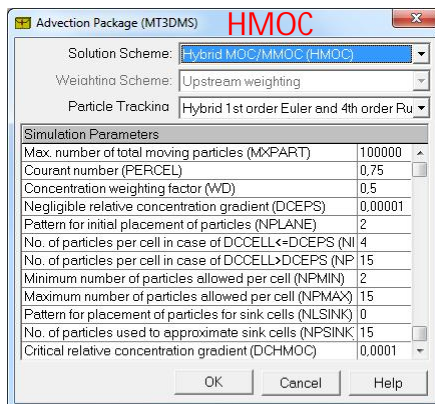 Advection Package (MT3DMS) HMOC
Solution Scheme: Hybrid MOC/MMOC (HMOC)
Weighting Scheme: Upstream weighting
Particle Tracking Hybrid 1st order Euler and 4th order Ru
Simulation Parameters
Max. number of total moving particles (MXPART) 100000
Courant number (PERCEL) 0,75
Concentration weighting factor (WD) 0,5
Negligible relative concentration gradient (DCEPS) 0,00001
Pattern for initial placement of particles (NPLANE) 2
No. of particles per cell in case of DCCELL<=DCEPS (NI 4
No. of particles per cell in case of DCCELL>DCEPS (NP 15
Minimum number of particles allowed per cell (NPMIN) 2
Maximum number of particles allowed per cell (NPMAX) 15
Pattern for placement of particles for sink cells (NLSINK) 0
No. of particles used to approximate sink cells (NPSINK 15
Critical relative concentration gradient (DCHMOC) 0,0001
OK Cancel Help